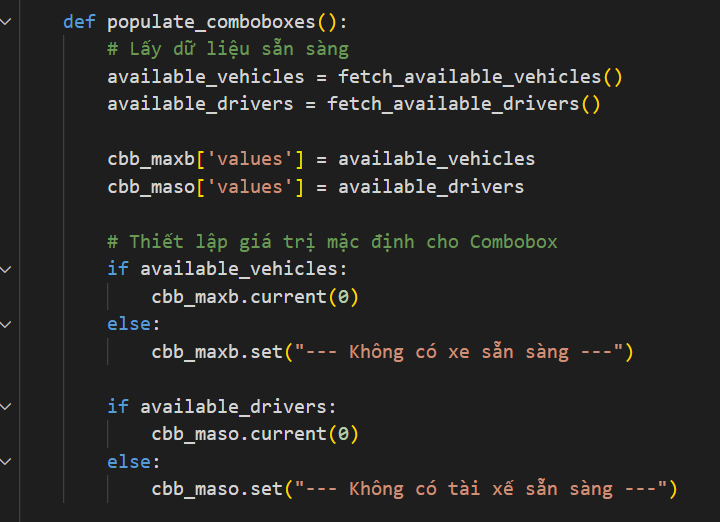 def populate_comboboxes():
    # Lấy dữ liệu sẵn sàng
    available_vehicles = fetch_available_vehicles()
    available_drivers = fetch_available_drivers()

    cbb_maxb['values'] = available_vehicles
    cbb_maso['values'] = available_drivers

    # Thiết lập giá trị mặc định cho Combobox
    if available_vehicles:
        cbb_maxb.current(0)
    else:
        cbb_maxb.set("--- Không có xe sẵn sàng ---")

    if available_drivers:
        cbb_maso.current(0)
    else:
        cbb_maso.set("--- Không có tài xế sẵn sàng ---")